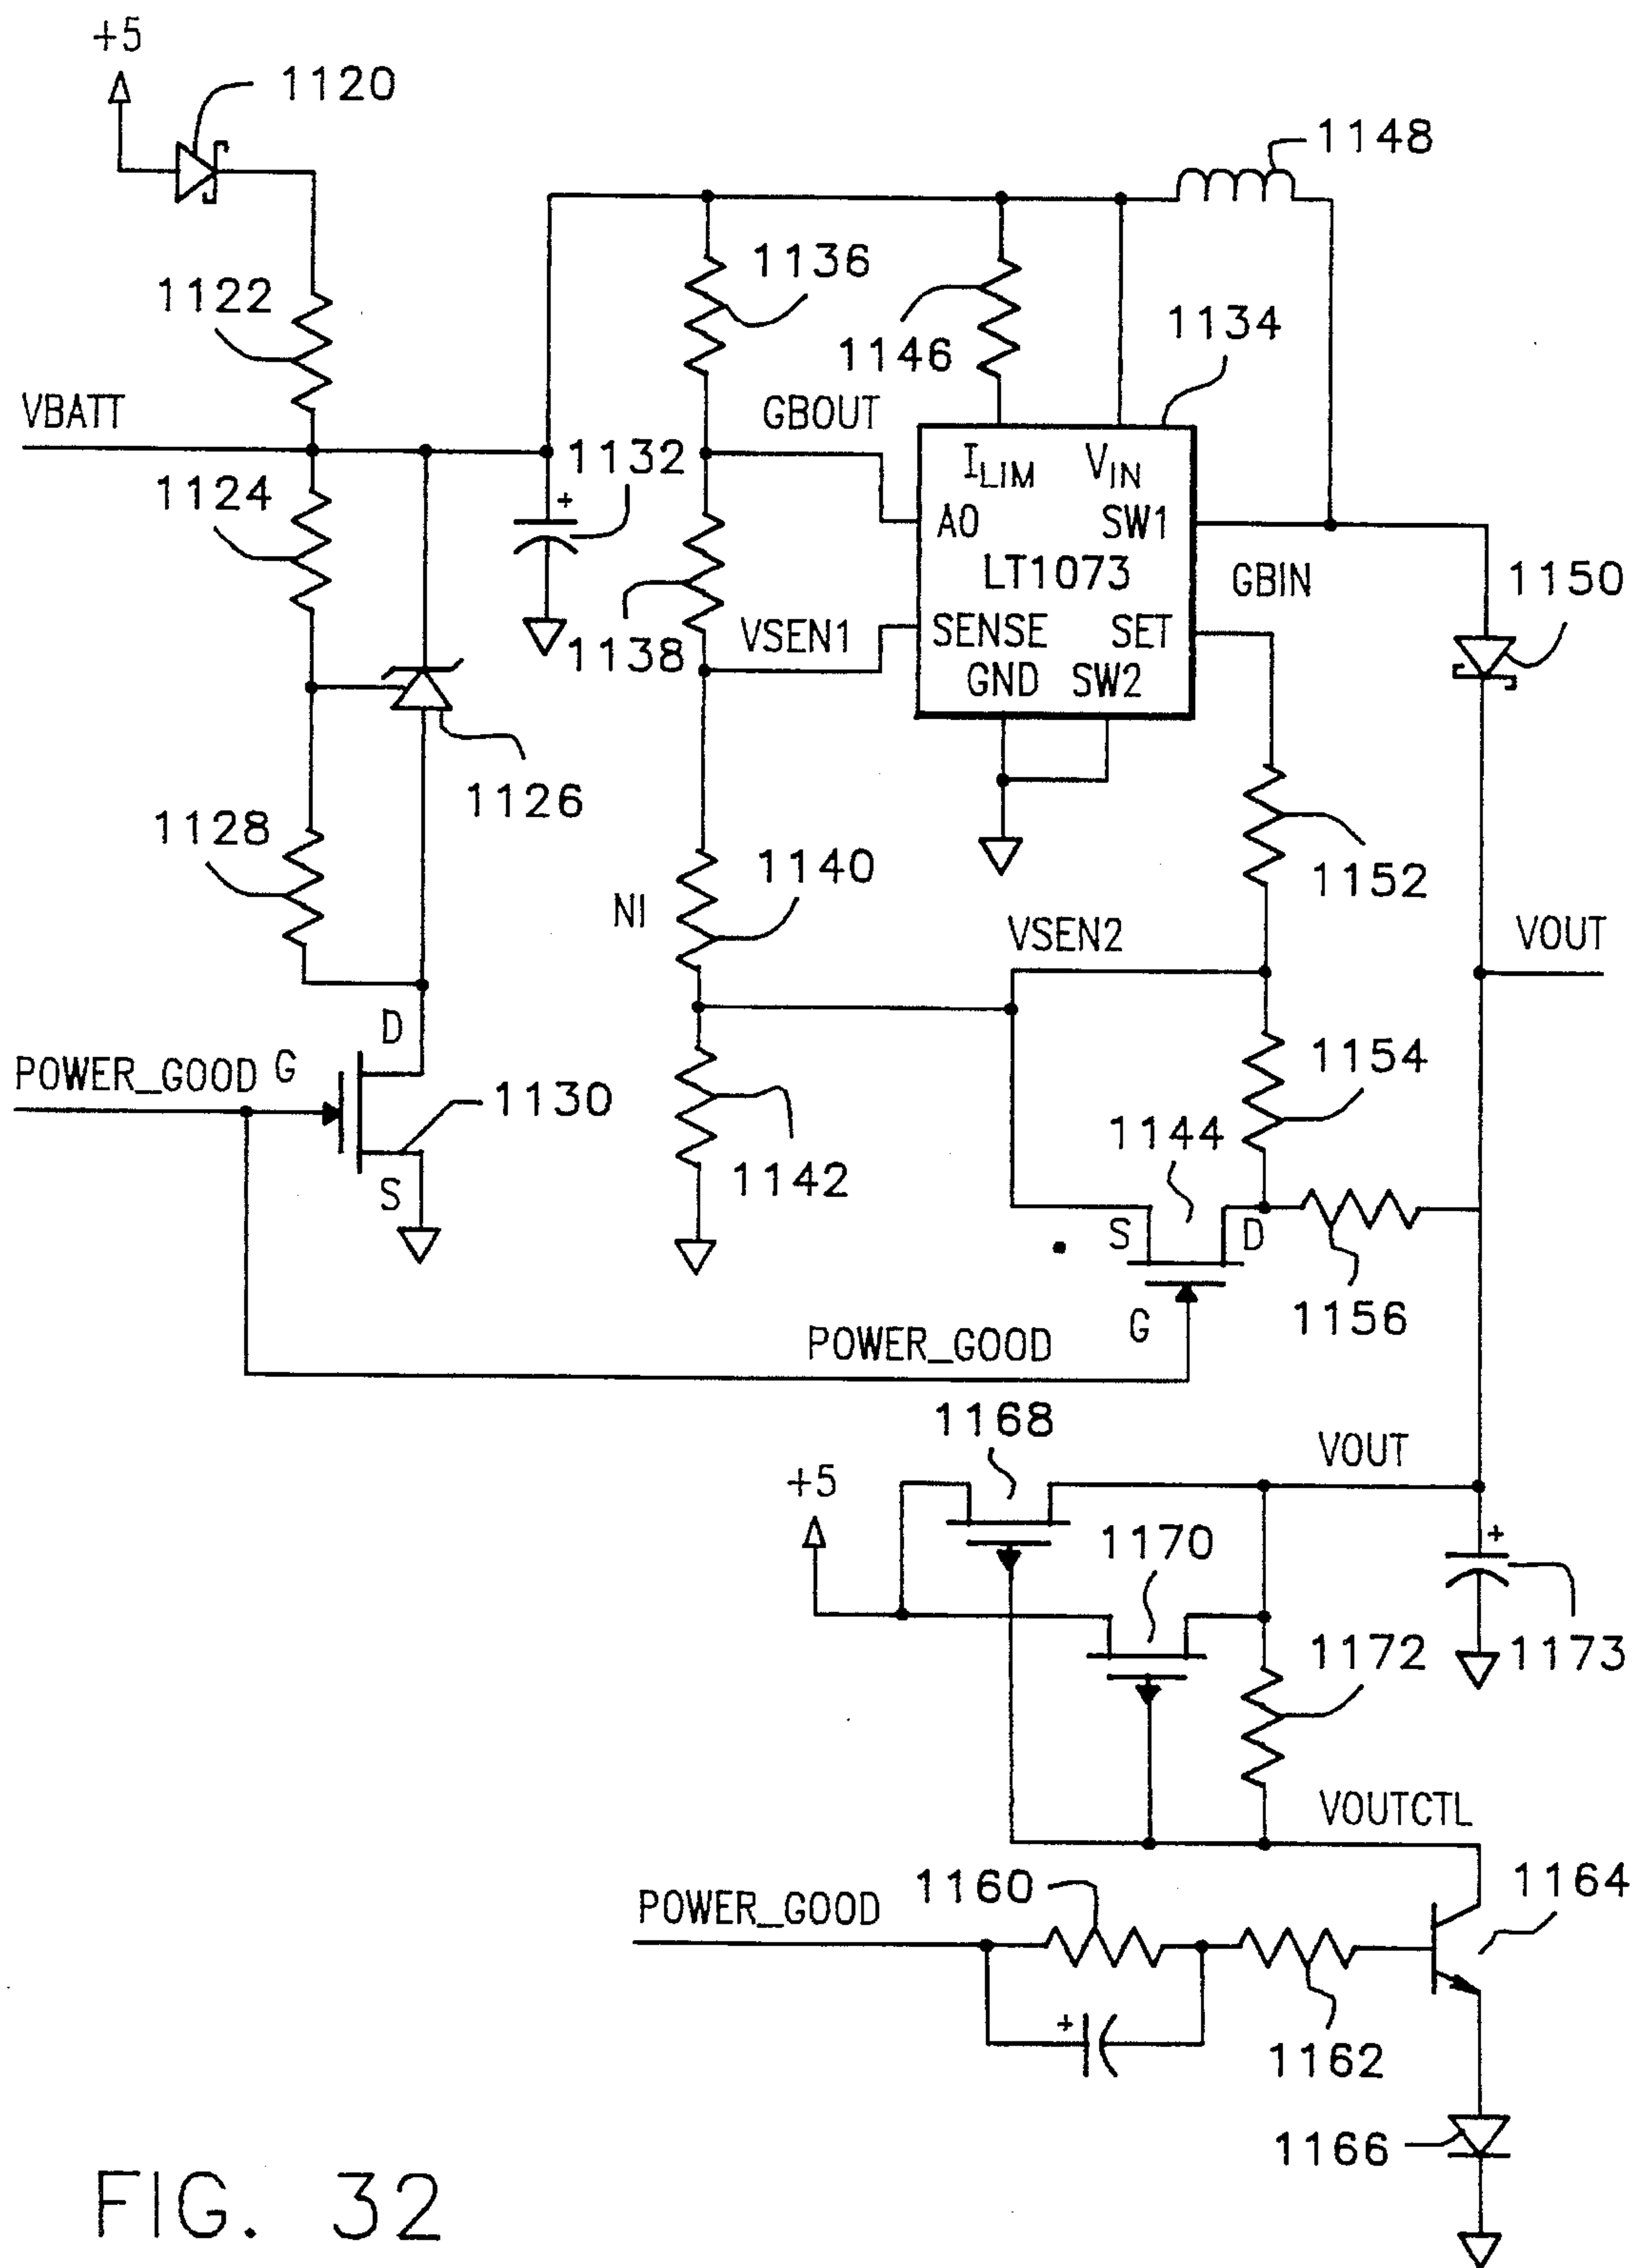 +5
1120
1148
1136
1122
1146
1134
VBATT
GBOUT
1132
+
ILIM VIN
1124
AO SW1
LT1073
GBIN
1150
1138
VSEN1
SENSE SET
GND SW2
1126
1128
1140
1152
NI
VSEN2
VOUT
D
1154
POWER_GOOD G
1130
1144
1142
S
S D
1156
G
POWER_GOOD
1168
VOUT
+5
+
1170
1172
1173
VOUTCTL
1160
1164
POWER_GOOD
+
1162
1166
FIG. 32